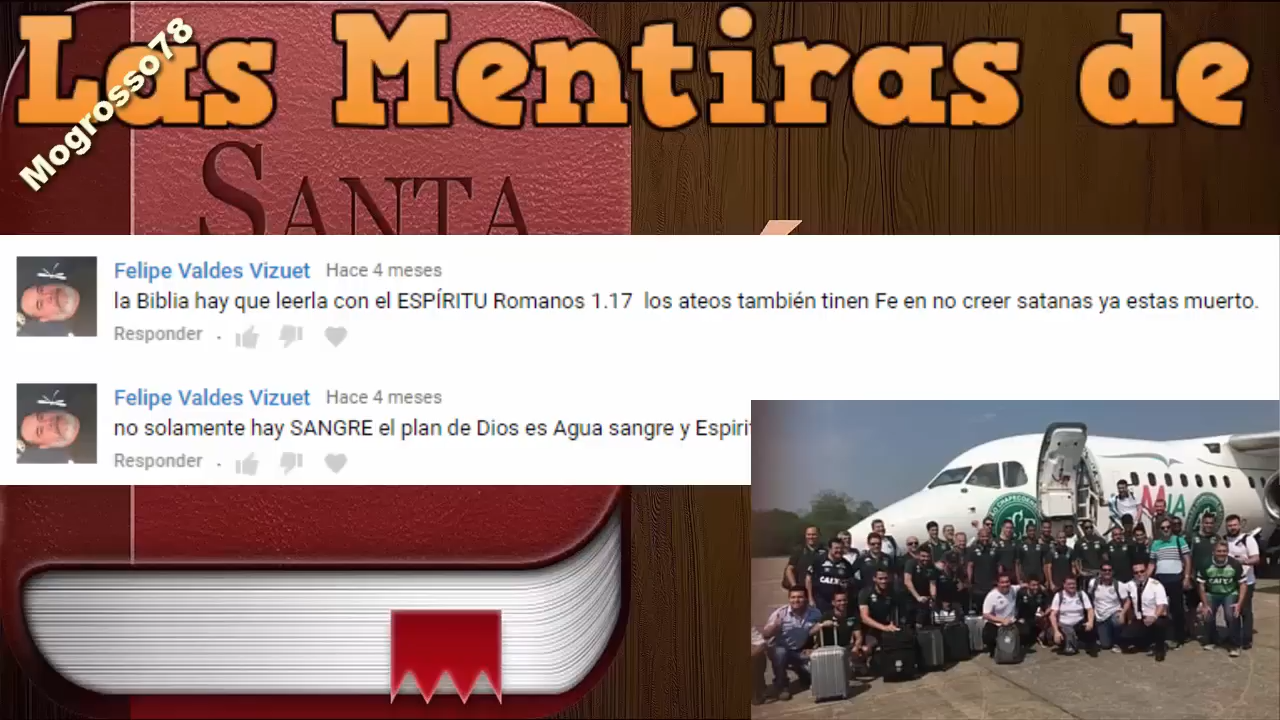 Las Mentiras de
Mogrosso78
SANTA
Felipe Valdes Vizuet Hace 4 meses
la Biblia hay que leerla con el ESPÍRITU Romanos 1.17 los ateos también tinen Fe en no creer satanas ya estas muerto.
Responder
Felipe Valdes Vizuet Hace 4 meses
no solamente hay SANGRE el plan de Dios es Agua sangre y Espirit
Responder
CAIXA